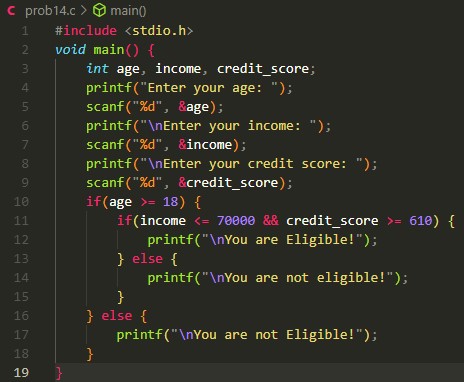 C prob14.c > main()
1 #include <stdio.h>
2 void main() {
3     int age, income, credit_score;
4     printf("Enter your age: ");
5     scanf("%d", &age);
6     printf("\nEnter your income: ");
7     scanf("%d", &income);
8     printf("\nEnter your credit score: ");
9     scanf("%d", &credit_score);
10     if(age >= 18) {
11         if(income <= 70000 && credit_score >= 610) {
12             printf("\nYou are Eligible!");
13         } else {
14             printf("\nYou are not eligible!");
15         }
16     } else {
17         printf("\nYou are not Eligible!");
18     }
19 }